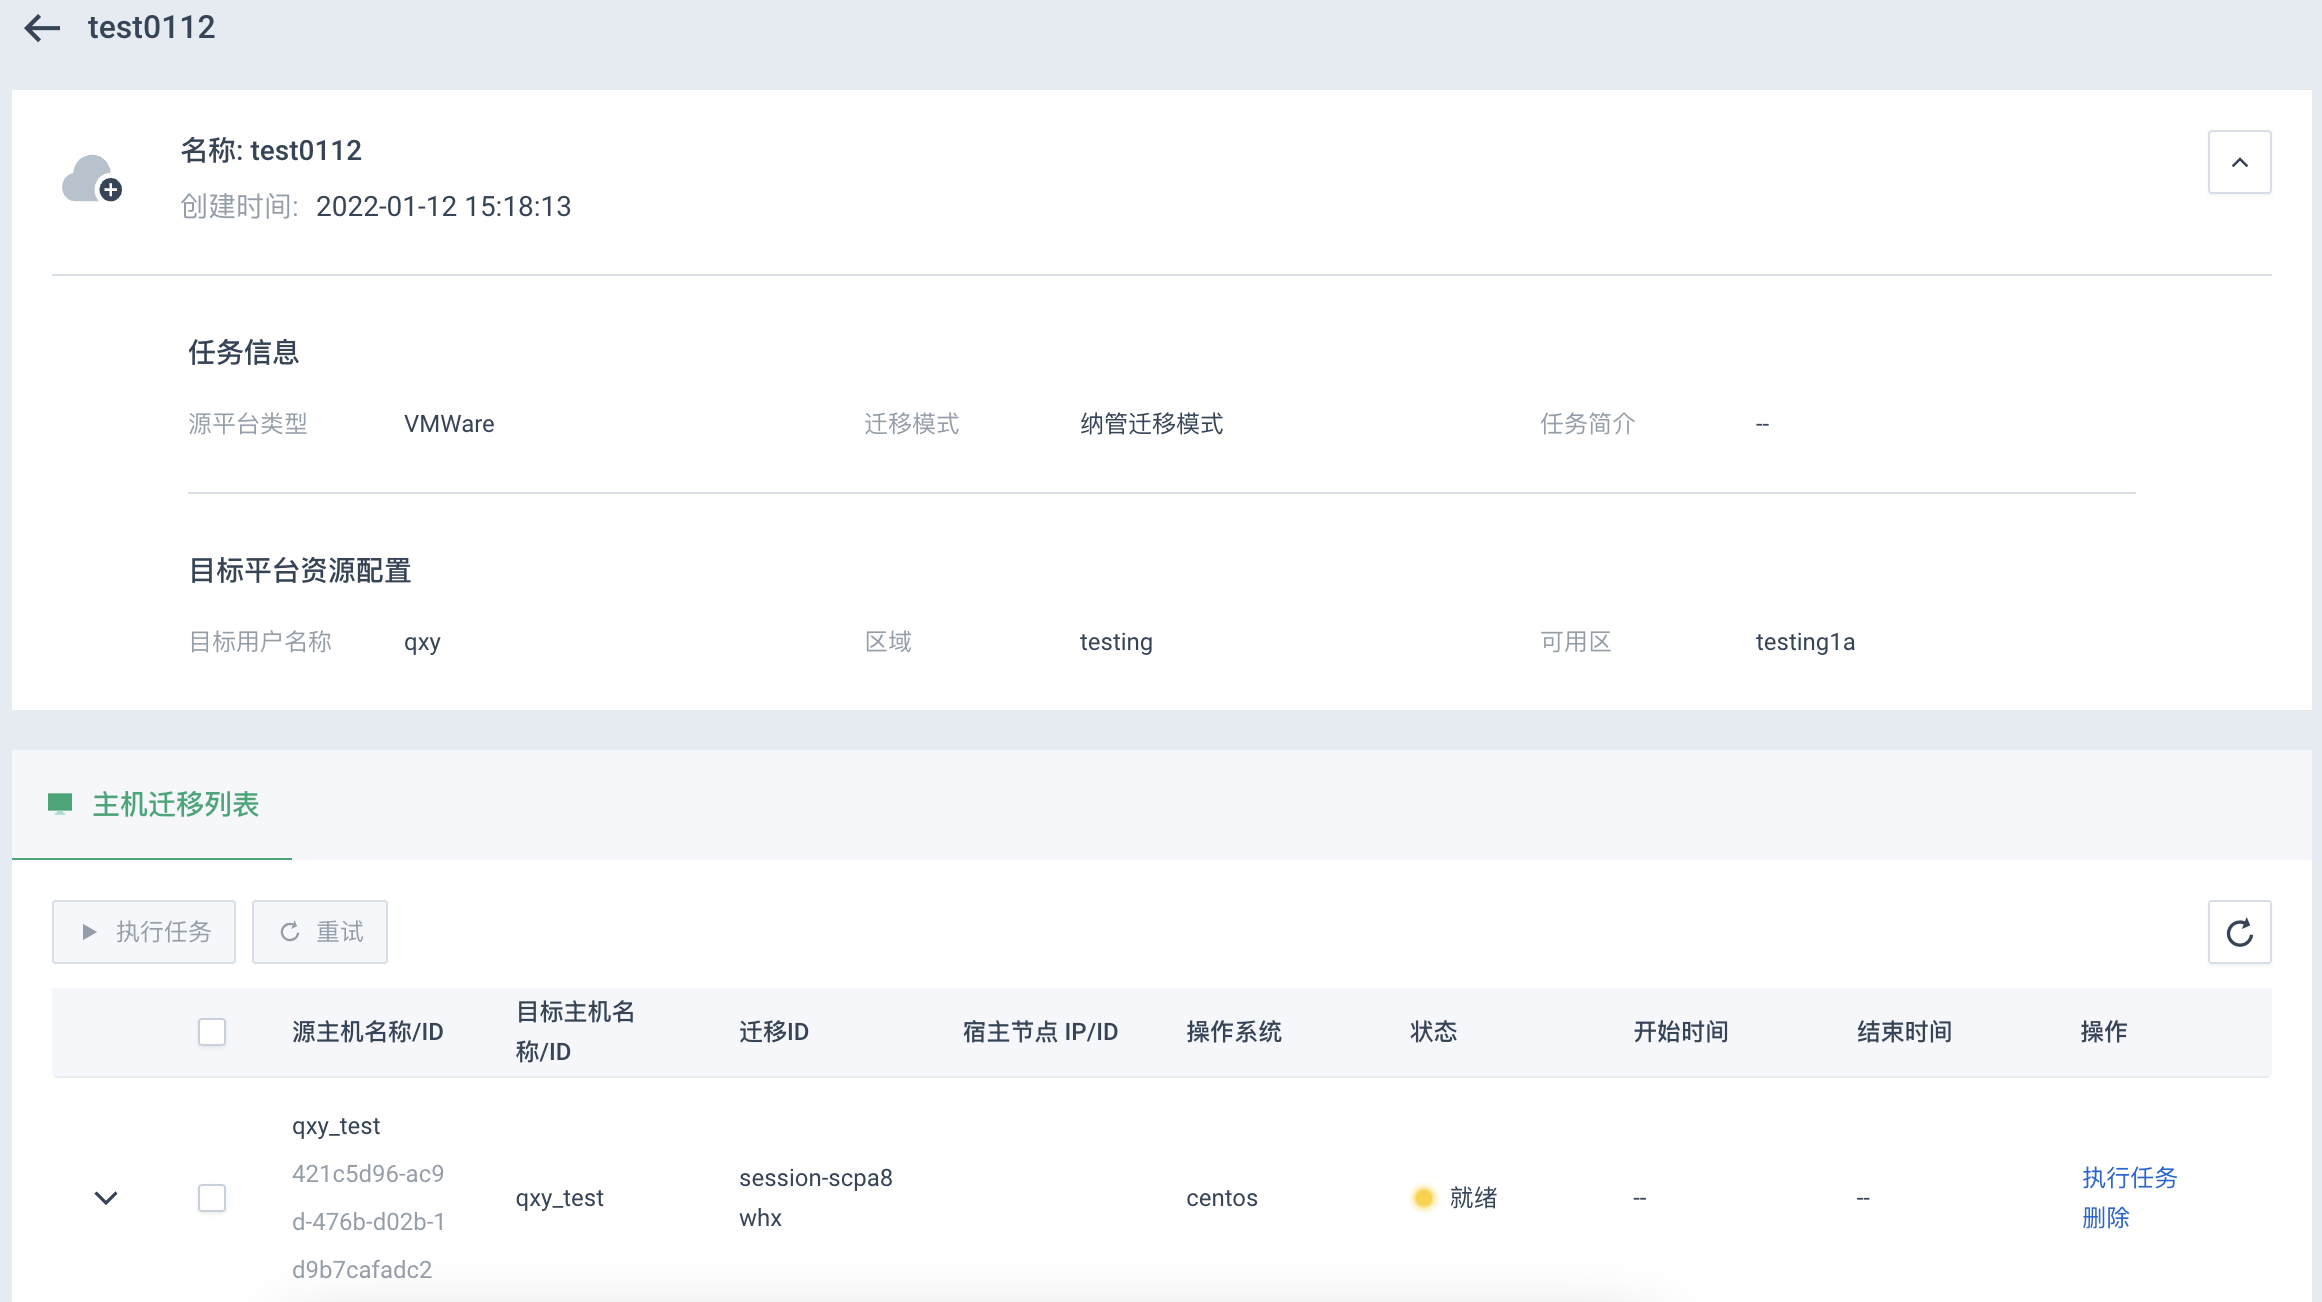 test0112
名称: test0112
创建时间: 2022-01-12 15:18:13
任务信息
源平台类型 VMWare 迁移模式 纳管迁移模式 任务简介 --
目标平台资源配置
目标用户名称 qxy 区域 testing 可用区 testing1a
主机迁移列表
执行任务 重试
源主机名称/ID 目标主机名称/ID 迁移ID 宿主节点 IP/ID 操作系统 状态 开始时间 结束时间 操作
qxy_test
421c5d96-ac9
d-476b-d02b-1
d9b7cafadc2
qxy_test
session-scpa8
whx
centos
就绪
--
--
执行任务
删除